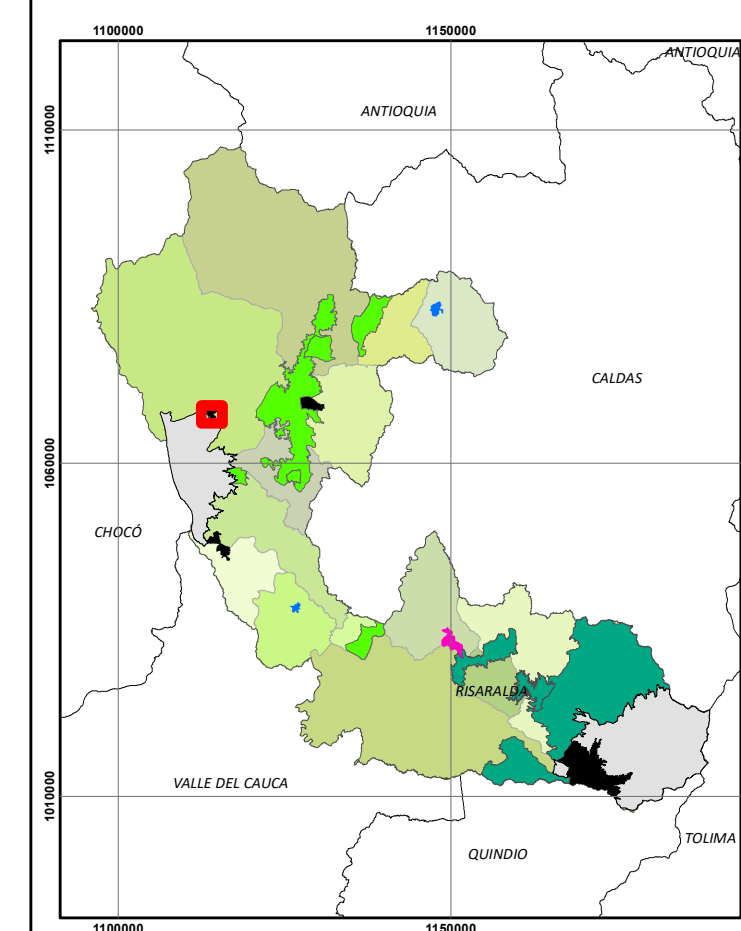 1100000
1150000
ANTIOQUIA
ANTIOQUIA
1110000
CALDAS
1060000
CHOCÓ
RISARALDA
VALLE DEL CAUCA
1010000
TOLIMA
QUINDIO
1100000
1150000